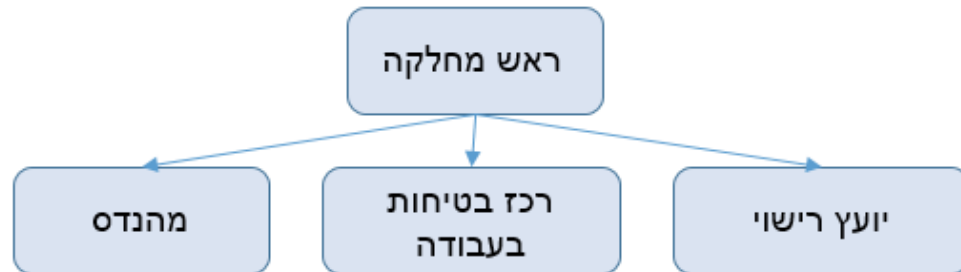 ראש מחלקה
יועץ רישוי
רכז בטיחות
בעבודה
מהנדס